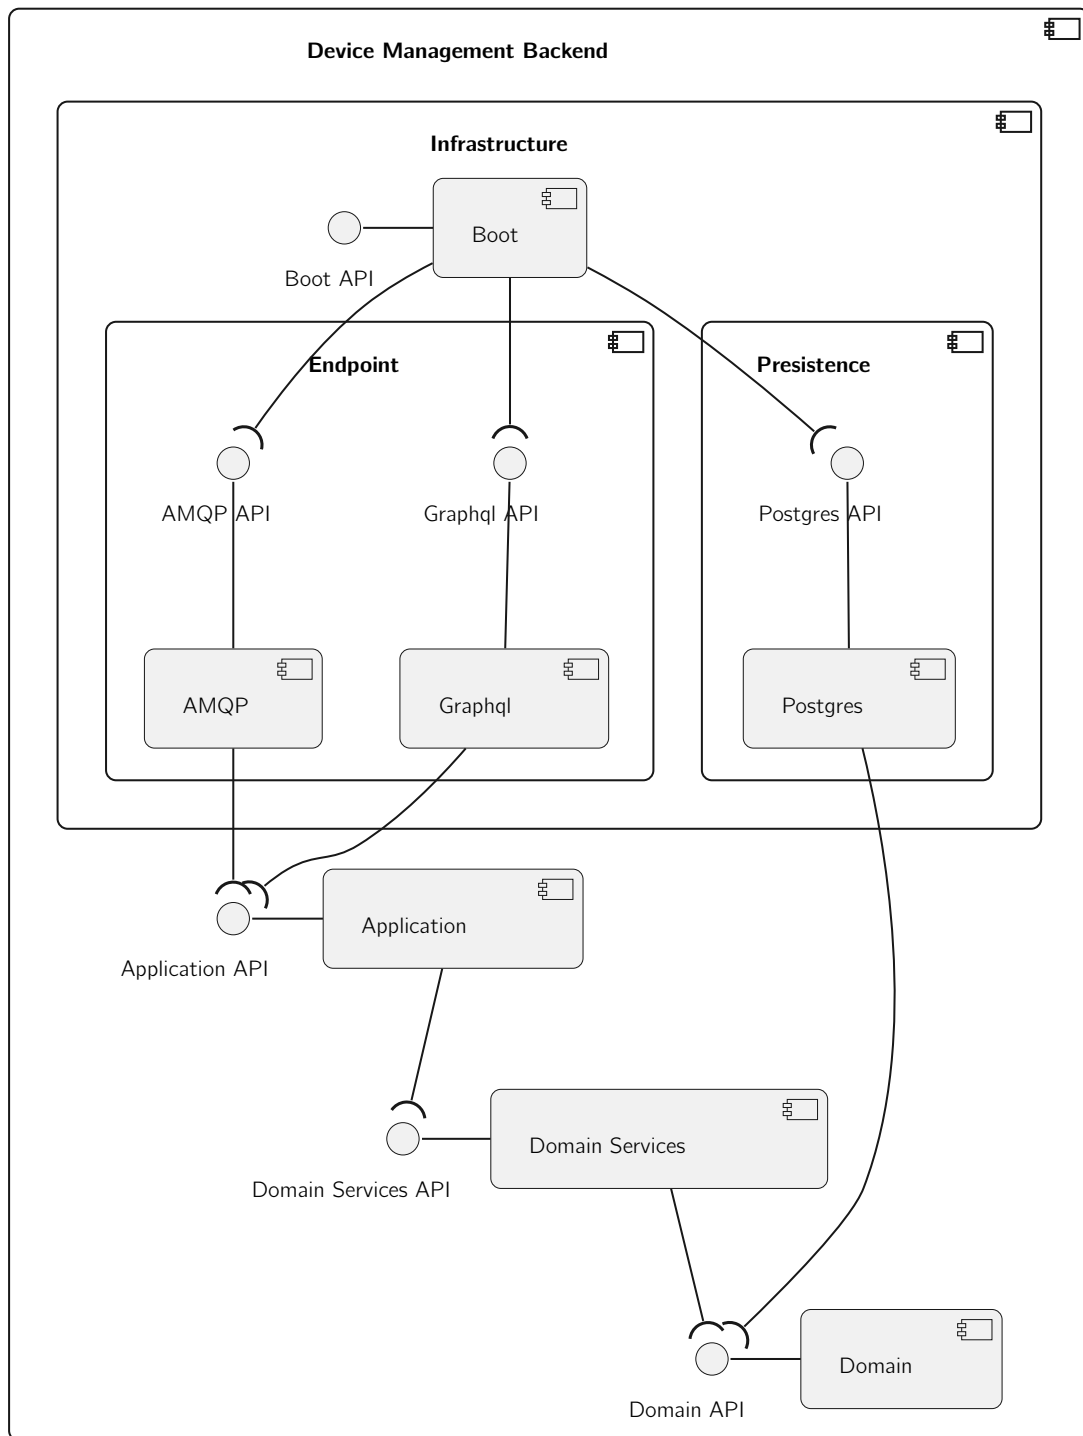 Device Management Backend
Infrastructure
Boot
Boot API
Endpoint
Presistence
AMQP API
Graphql API
Postgres API
AMQP
Graphql
Postgres
Application
Application API
Domain Services
Domain Services API
Domain
Domain API